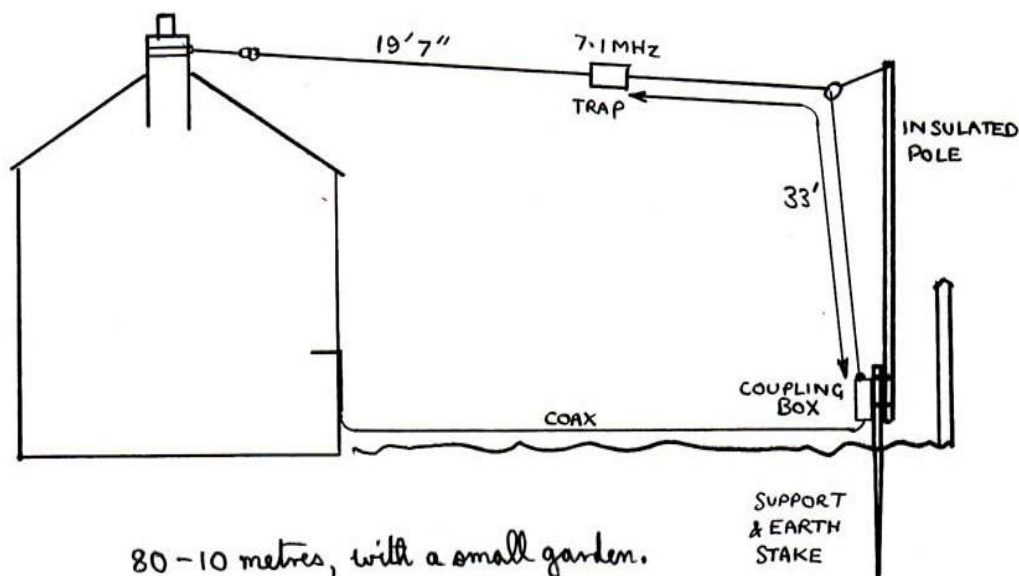 19'7"
7.1MHz
TRAP
INSULATED
POLE
33'
COUPLING
BOX
COAX
SUPPORT
& EARTH
STAKE
80-10 metres, with a small garden.